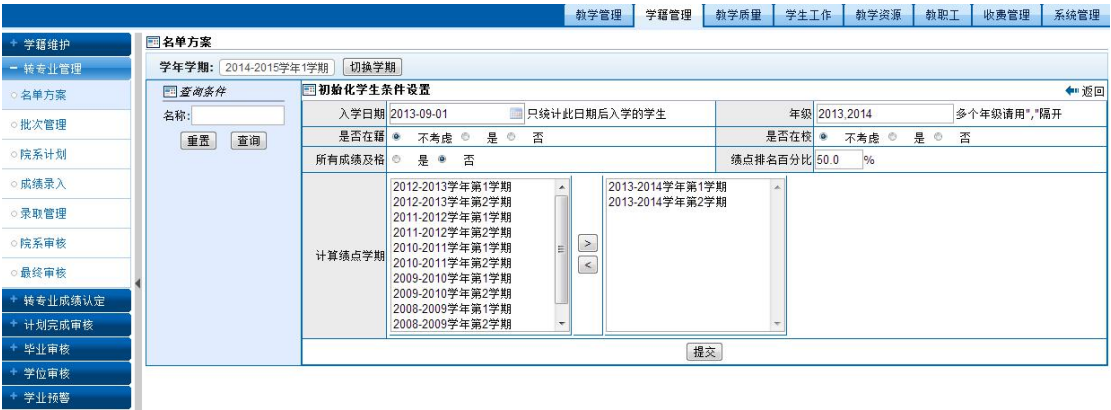 教学管理 学籍管理 教学质量 学生工作 教学资源 教职工 收费管理 系统管理
+ 学籍维护
- 转专业管理
名单方案
批次管理
院系计划
成绩录入
录取管理
院系审核
最终审核
+ 转专业成绩认定
+ 计划完成审核
+ 毕业审核
+ 学位审核
+ 学业预警
名单方案
学年学期: 2014-2015学年1学期 切换学期
查询条件
名称:
重置 查询
初始化学生条件设置 返回
入学日期 2013-09-01 只统计此日期后入学的学生 年级 2013,2014 多个年级请用","隔开
是否在籍 不考虑 是 否 是否在校 不考虑 是 否
所有成绩及格 是 否 绩点排名百分比 50.0 %
计算绩点学期
2012-2013学年第1学期
2012-2013学年第2学期
2011-2012学年第1学期
2011-2012学年第2学期
2010-2011学年第1学期
2010-2011学年第2学期
2009-2010学年第1学期
2009-2010学年第2学期
2008-2009学年第1学期
2008-2009学年第2学期
>
<
2013-2014学年第1学期
2013-2014学年第2学期
提交